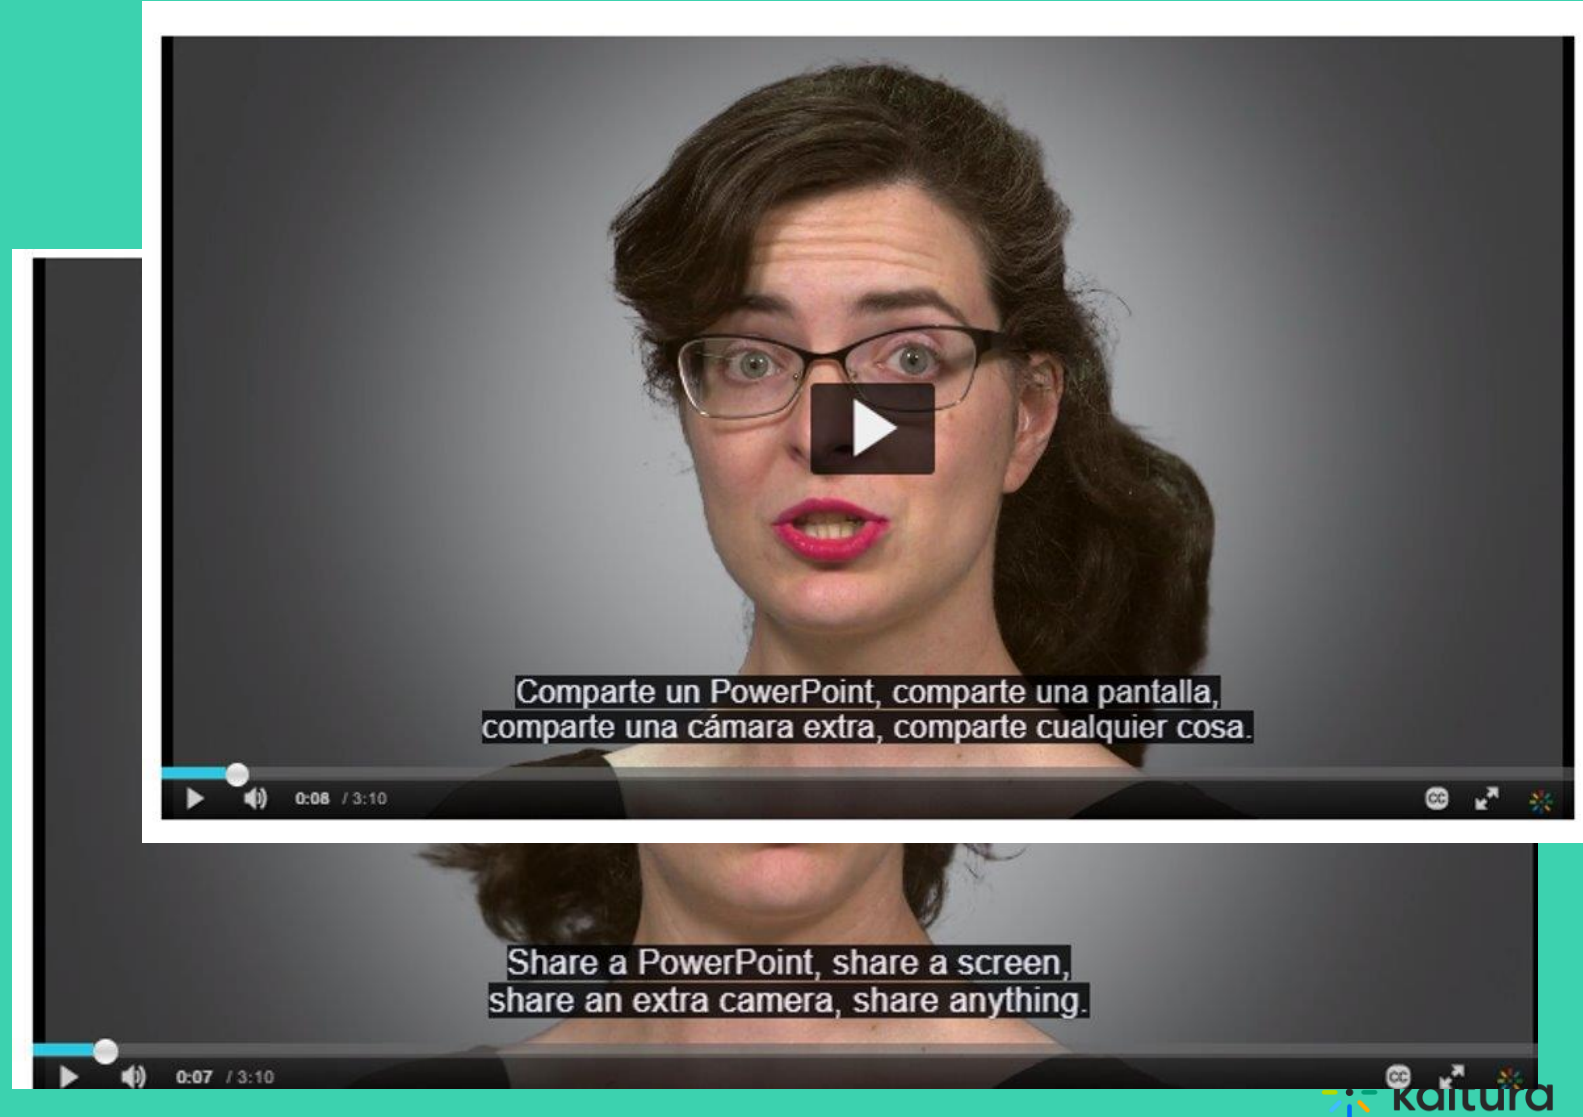 Comparte un PowerPoint, comparte una pantalla,
comparte una cámara extra, comparte cualquier cosa.
0:08 / 3:10
CC
Share a PowerPoint, share a screen,
share an extra camera, share anything.
0:07 / 3:10
CC
kaltura